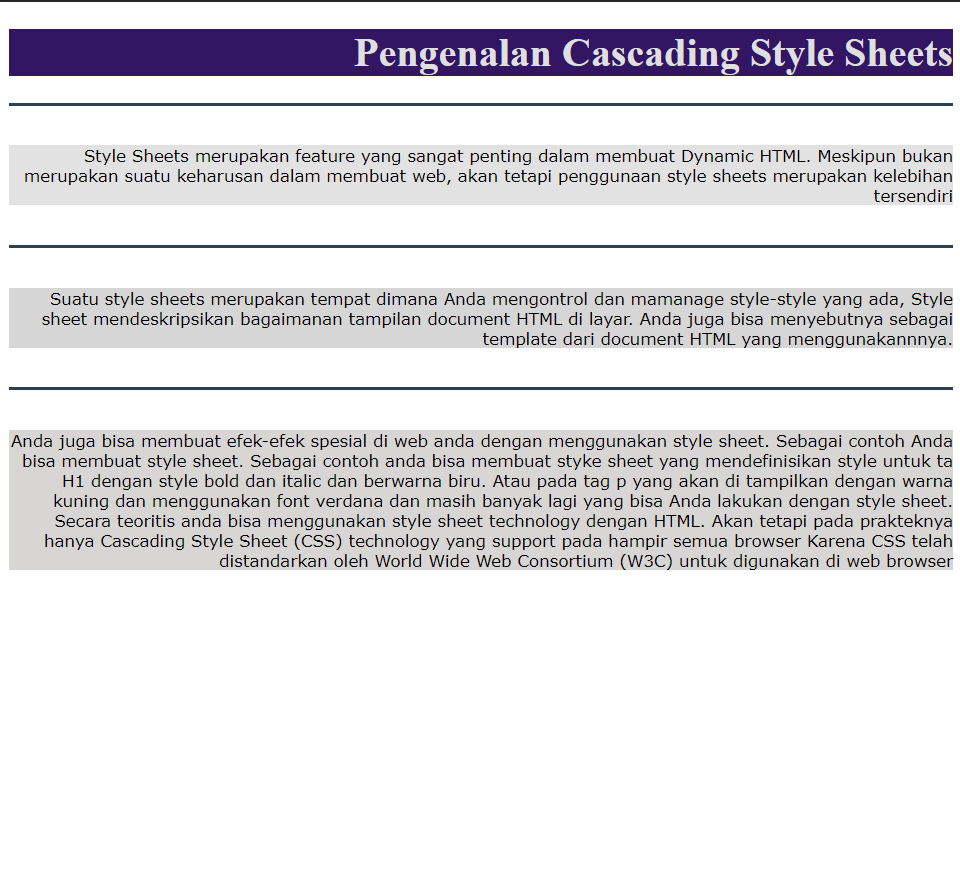 Pengenalan Cascading Style Sheets
Style Sheets merupakan feature yang sangat penting dalam membuat Dynamic HTML. Meskipun bukan
merupakan suatu keharusan dalam membuat web, akan tetapi penggunaan style sheets merupakan kelebihan
tersendiri
Suatu style sheets merupakan tempat dimana Anda mengontrol dan mamanage style-style yang ada, Style
sheet mendeskripsikan bagaimanan tampilan document HTML di layar. Anda juga bisa menyebutnya sebagai
template dari document HTML yang menggunakannnya.
Anda juga bisa membuat efek-efek spesial di web anda dengan menggunakan style sheet. Sebagai contoh Anda
bisa membuat style sheet. Sebagai contoh anda bisa membuat styke sheet yang mendefinisikan style untuk ta
H1 dengan style bold dan italic dan berwarna biru. Atau pada tag p yang akan di tampilkan dengan warna
kuning dan menggunakan font verdana dan masih banyak lagi yang bisa Anda lakukan dengan style sheet.
Secara teoritis anda bisa menggunakan style sheet technology dengan HTML. Akan tetapi pada prakteknya
hanya Cascading Style Sheet (CSS) technology yang support pada hampir semua browser Karena CSS telah
distandarkan oleh World Wide Web Consortium (W3C) untuk digunakan di web browser